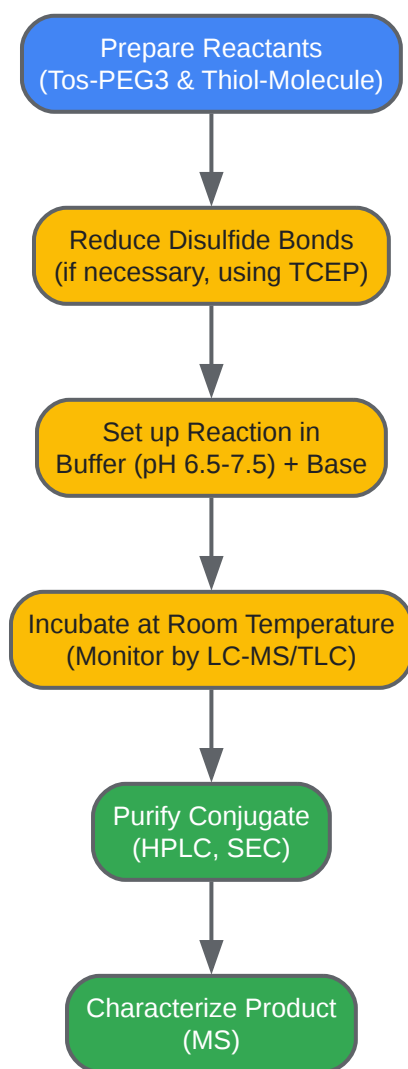 Prepare Reactants
(Tos-PEG3 & Thiol-Molecule)
Reduce Disulfide Bonds
(if necessary, using TCEP)
Set up Reaction in
Buffer (pH 6.5-7.5) + Base
Incubate at Room Temperature
(Monitor by LC-MS/TLC)
Purify Conjugate
(HPLC, SEC)
Characterize Product
(MS)